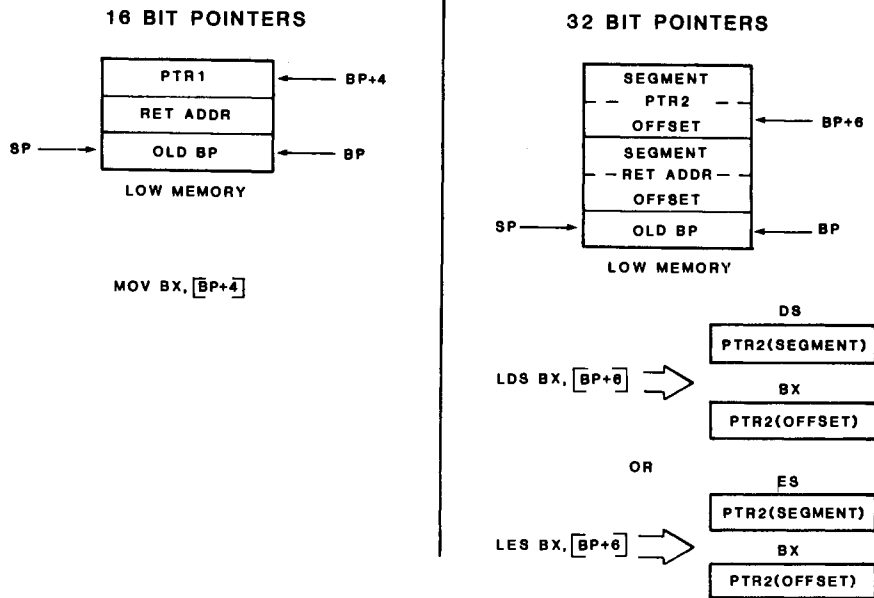 16 BIT POINTERS
PTR1
BP+4
RET ADDR
SP
OLD BP
BP
LOW MEMORY
MOV BX, [BP+4]
32 BIT POINTERS
SEGMENT
PTR2
OFFSET
BP+6
SEGMENT
RET ADDR
OFFSET
SP
OLD BP
BP
LOW MEMORY
DS
PTR2(SEGMENT)
LDS BX, [BP+6]
BX
PTR2(OFFSET)
OR
ES
PTR2(SEGMENT)
LES BX, [BP+6]
BX
PTR2(OFFSET)